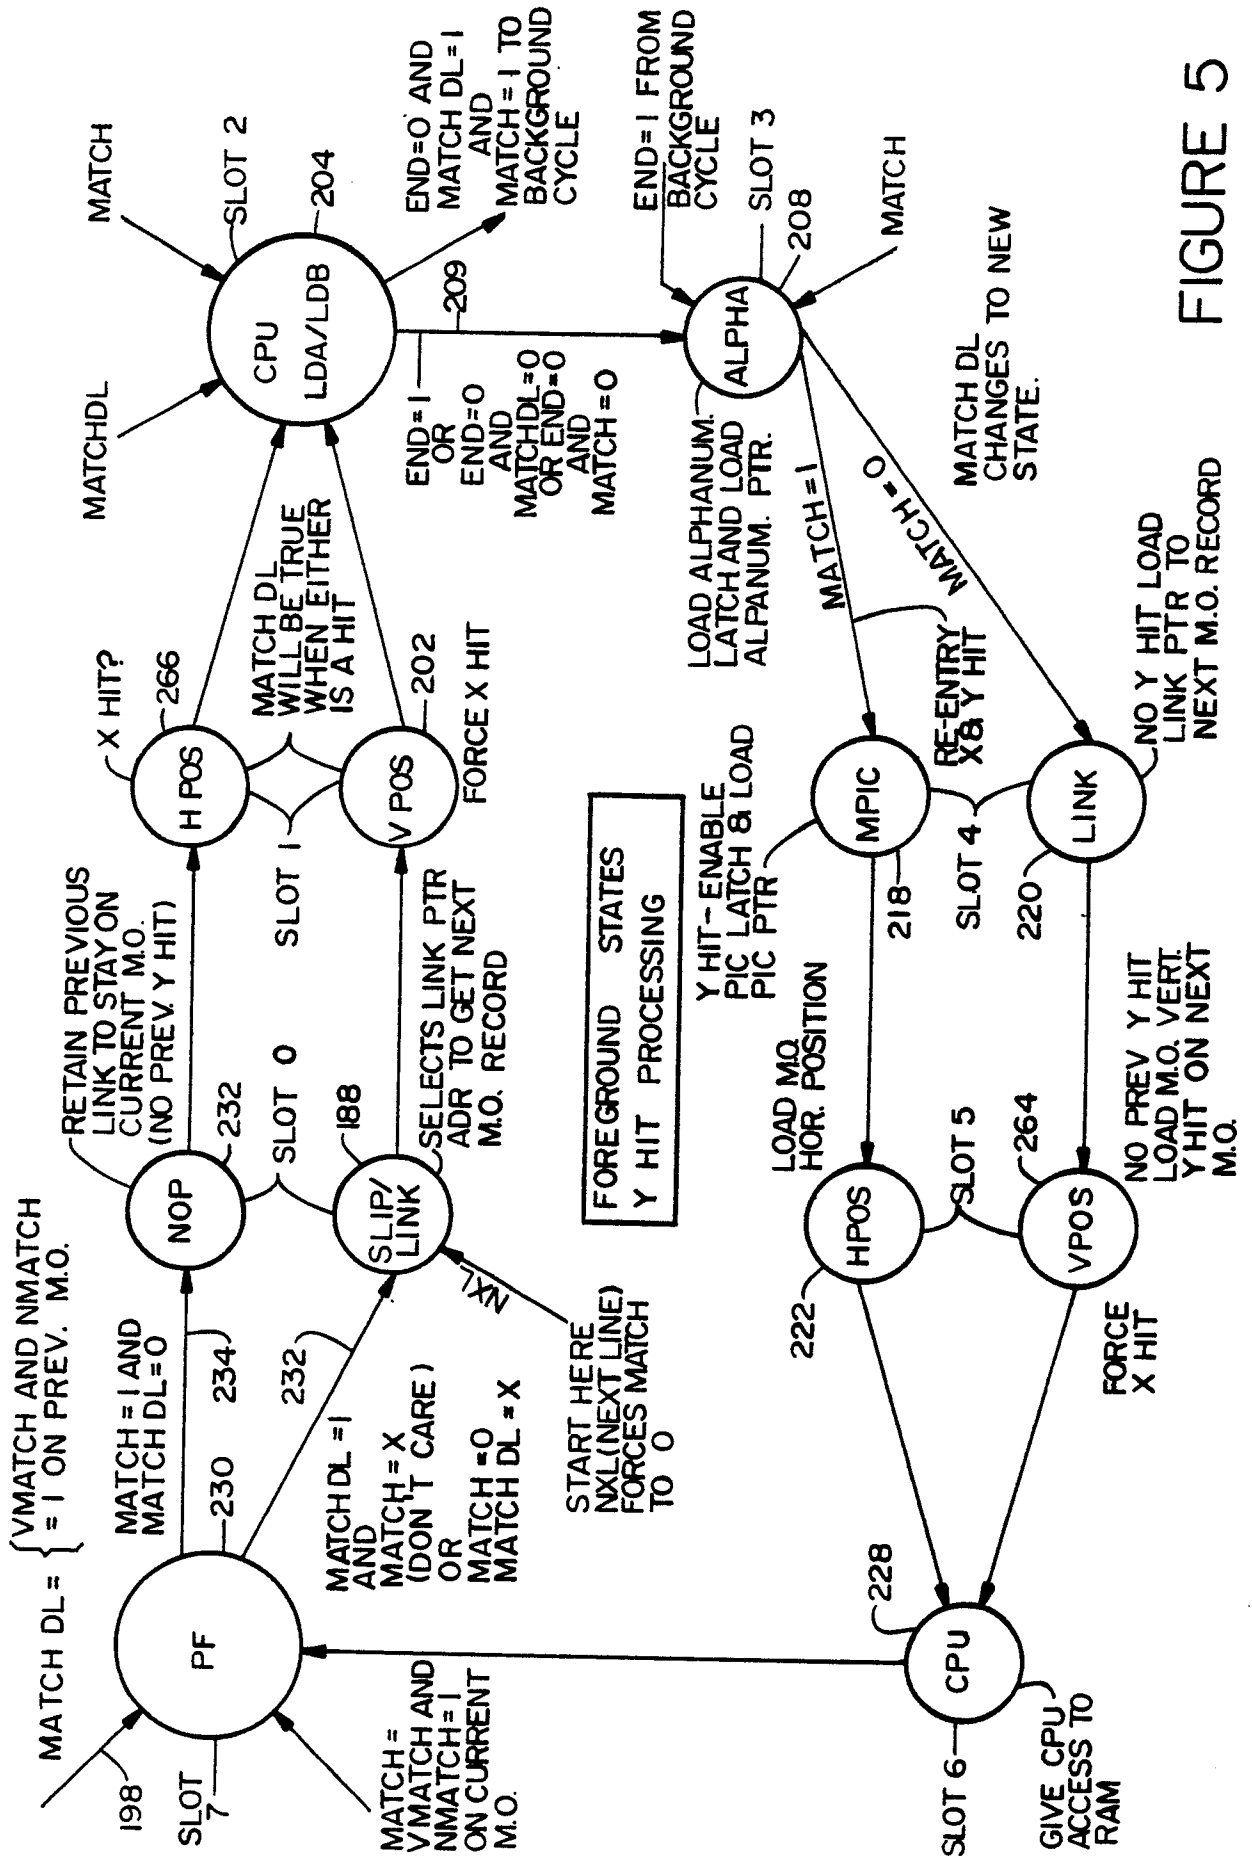 MATCH DL = { VMATCH AND NMATCH
= 1 ON PREV. M.O.
198
SLOT
7
PF
230
MATCH =
VMATCH AND
NMATCH = 1
ON CURRENT
M.O.
MATCH = 1 AND
MATCH DL = 0
234
232
MATCH DL = 1
AND
MATCH = X
(DON'T CARE)
OR
MATCH = 0
MATCH DL = X
START HERE
NXL (NEXT LINE)
FORCES MATCH
TO 0
NXL
RETAIN PREVIOUS
LINK TO STAY ON
CURRENT M.O.
(NO PREV. Y HIT)
NOP
232
SLOT 0
188
SLIP/
LINK
SELECTS LINK PTR
ADR TO GET NEXT
M.O. RECORD
X HIT?
266
H POS
SLOT 1
V POS
202
FORCE X HIT
MATCH DL
WILL BE TRUE
WHEN EITHER
IS A HIT
MATCHDL
MATCH
SLOT 2
204
CPU
LDA/LDB
END=0 AND
MATCH DL = 1
AND
MATCH = 1 TO
BACKGROUND
CYCLE
209
END = 1
OR
END=0
AND
MATCHDL=0
OR END=0
AND
MATCH=0
END= 1 FROM
BACKGROUND
CYCLE
SLOT 3
208
ALPHA
MATCH
LOAD ALPHANUM.
LATCH AND LOAD
ALPANUM. PTR.
MATCH=1
MATCH=0
MATCH DL
CHANGES TO NEW
STATE.
RE-ENTRY
X & Y HIT
FOREGROUND STATES
Y HIT PROCESSING
Y HIT-ENABLE
PIC LATCH & LOAD
PIC PTR
MPIC
218
SLOT 4
220
LINK
NO Y HIT LOAD
LINK PTR TO
NEXT M.O. RECORD
LOAD M.O.
HOR. POSITION
HPOS
222
SLOT 5
264
VPOS
NO PREV Y HIT
LOAD M.O. VERT.
Y HIT ON NEXT
M.O.
FORCE
X HIT
228
CPU
SLOT 6
GIVE CPU
ACCESS TO
RAM
FIGURE 5